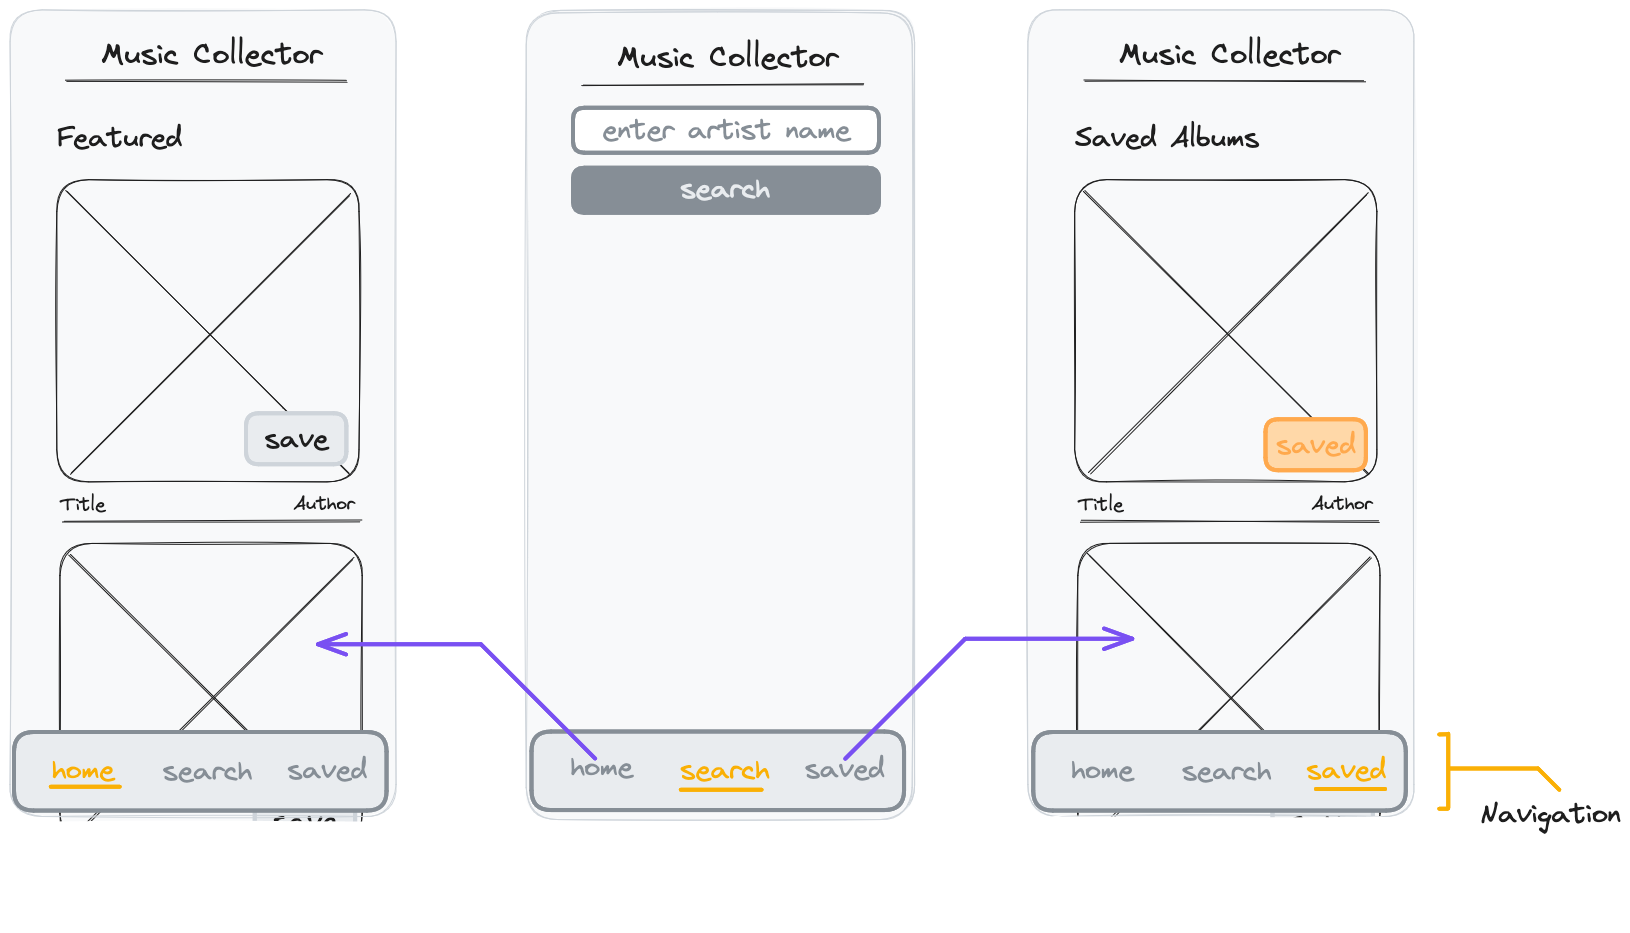 Music Collector
Featured
save
Title Author
save
home search saved
Music Collector
enter artist name
search
home search saved
Music Collector
Saved Albums
saved
Title Author
home search saved
Navigation